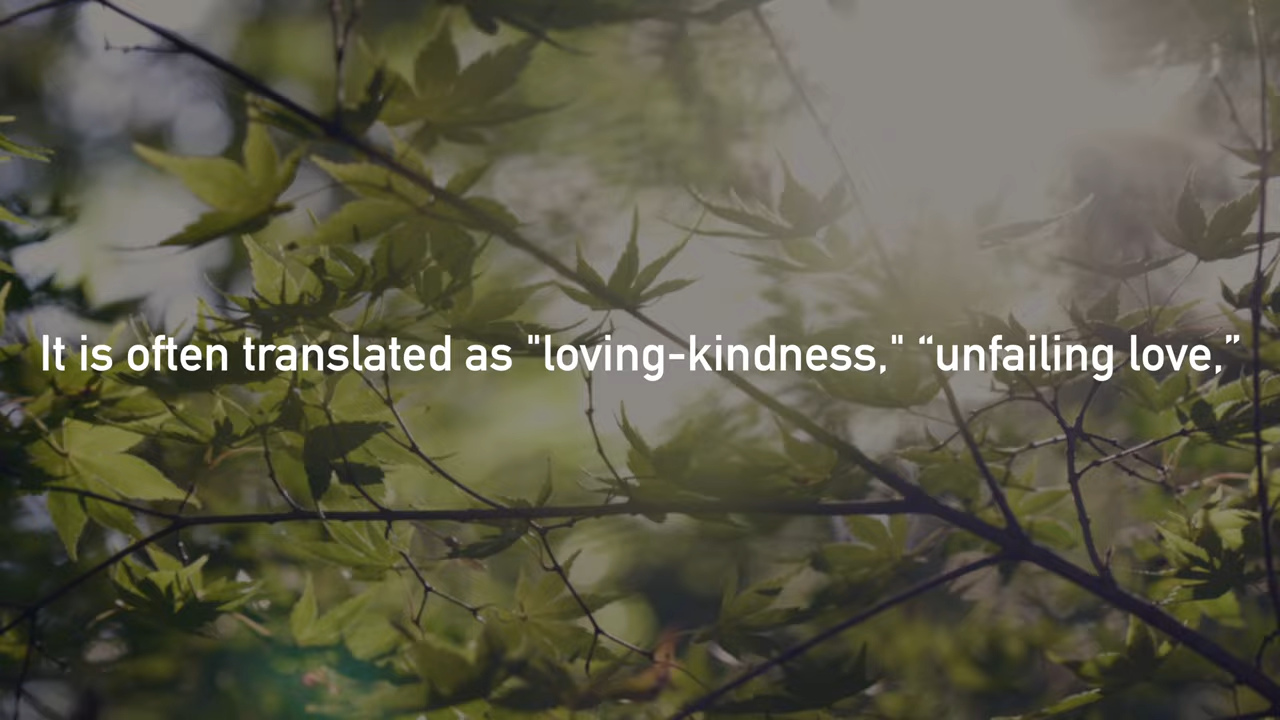 It is often translated as "loving-kindness," “unfailing love,”